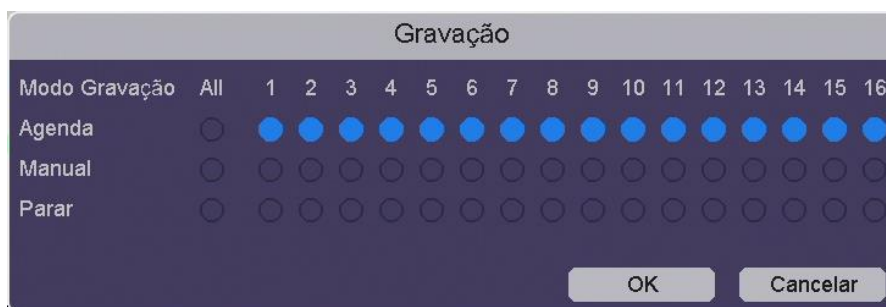 Gravação
Modo Gravação All 1 2 3 4 5 6 7 8 9 10 11 12 13 14 15 16
Agenda
Manual
Parar
OK Cancelar